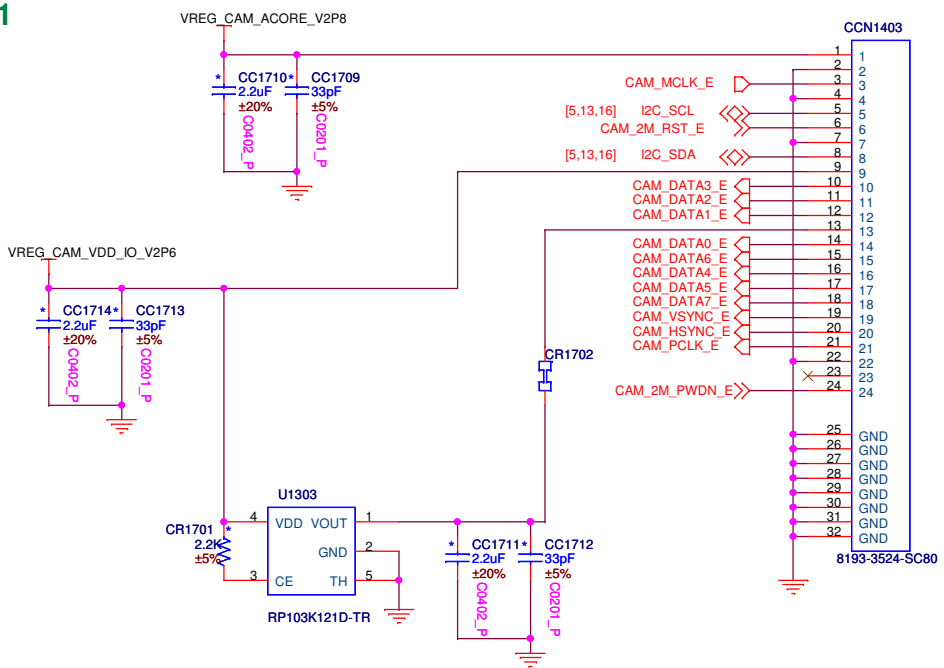 1
VREG_CAM_ACORE_V2P8
CC1710
2.2uF
±20%
C0402_P
CC1709
33pF
±5%
C0201_P
VREG_CAM_VDD_IO_V2P6
CC1714
2.2uF
±20%
C0402_P
CC1713
33pF
±5%
C0201_P
CR1702
U1303
CR1701
2.2K
±5%
4 VDD VOUT 1
GND 2
3 CE TH 5
RP103K121D-TR
CC1711
2.2uF
±20%
C0402_P
CC1712
33pF
±5%
C0201_P
CCN1403
1 1
2 2
CAM_MCLK_E 3 3
4 4
[5,13,16] I2C_SCL 5 5
CAM_2M_RST_E 6 6
7 7
[5,13,16] I2C_SDA 8 8
9 9
CAM_DATA3_E 10 10
CAM_DATA2_E 11 11
CAM_DATA1_E 12 12
13 13
CAM_DATA0_E 14 14
CAM_DATA6_E 15 15
CAM_DATA4_E 16 16
CAM_DATA5_E 17 17
CAM_DATA7_E 18 18
CAM_VSYNC_E 19 19
CAM_HSYNC_E 20 20
CAM_PCLK_E 21 21
22 22
23 23
CAM_2M_PWDN_E 24 24
25 GND
26 GND
27 GND
28 GND
29 GND
30 GND
31 GND
32 GND
8193-3524-SC80